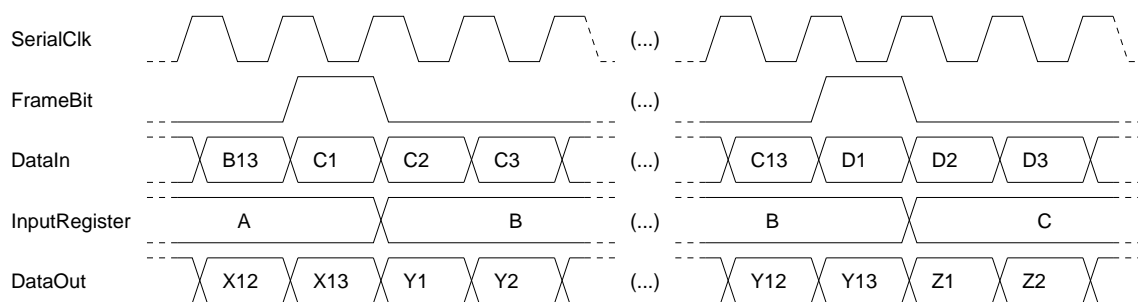 SerialClk (...)
FrameBit (...)
DataIn B13 C1 C2 C3 (...) C13 D1 D2 D3
InputRegister A B (...) B C
DataOut X12 X13 Y1 Y2 (...) Y12 Y13 Z1 Z2